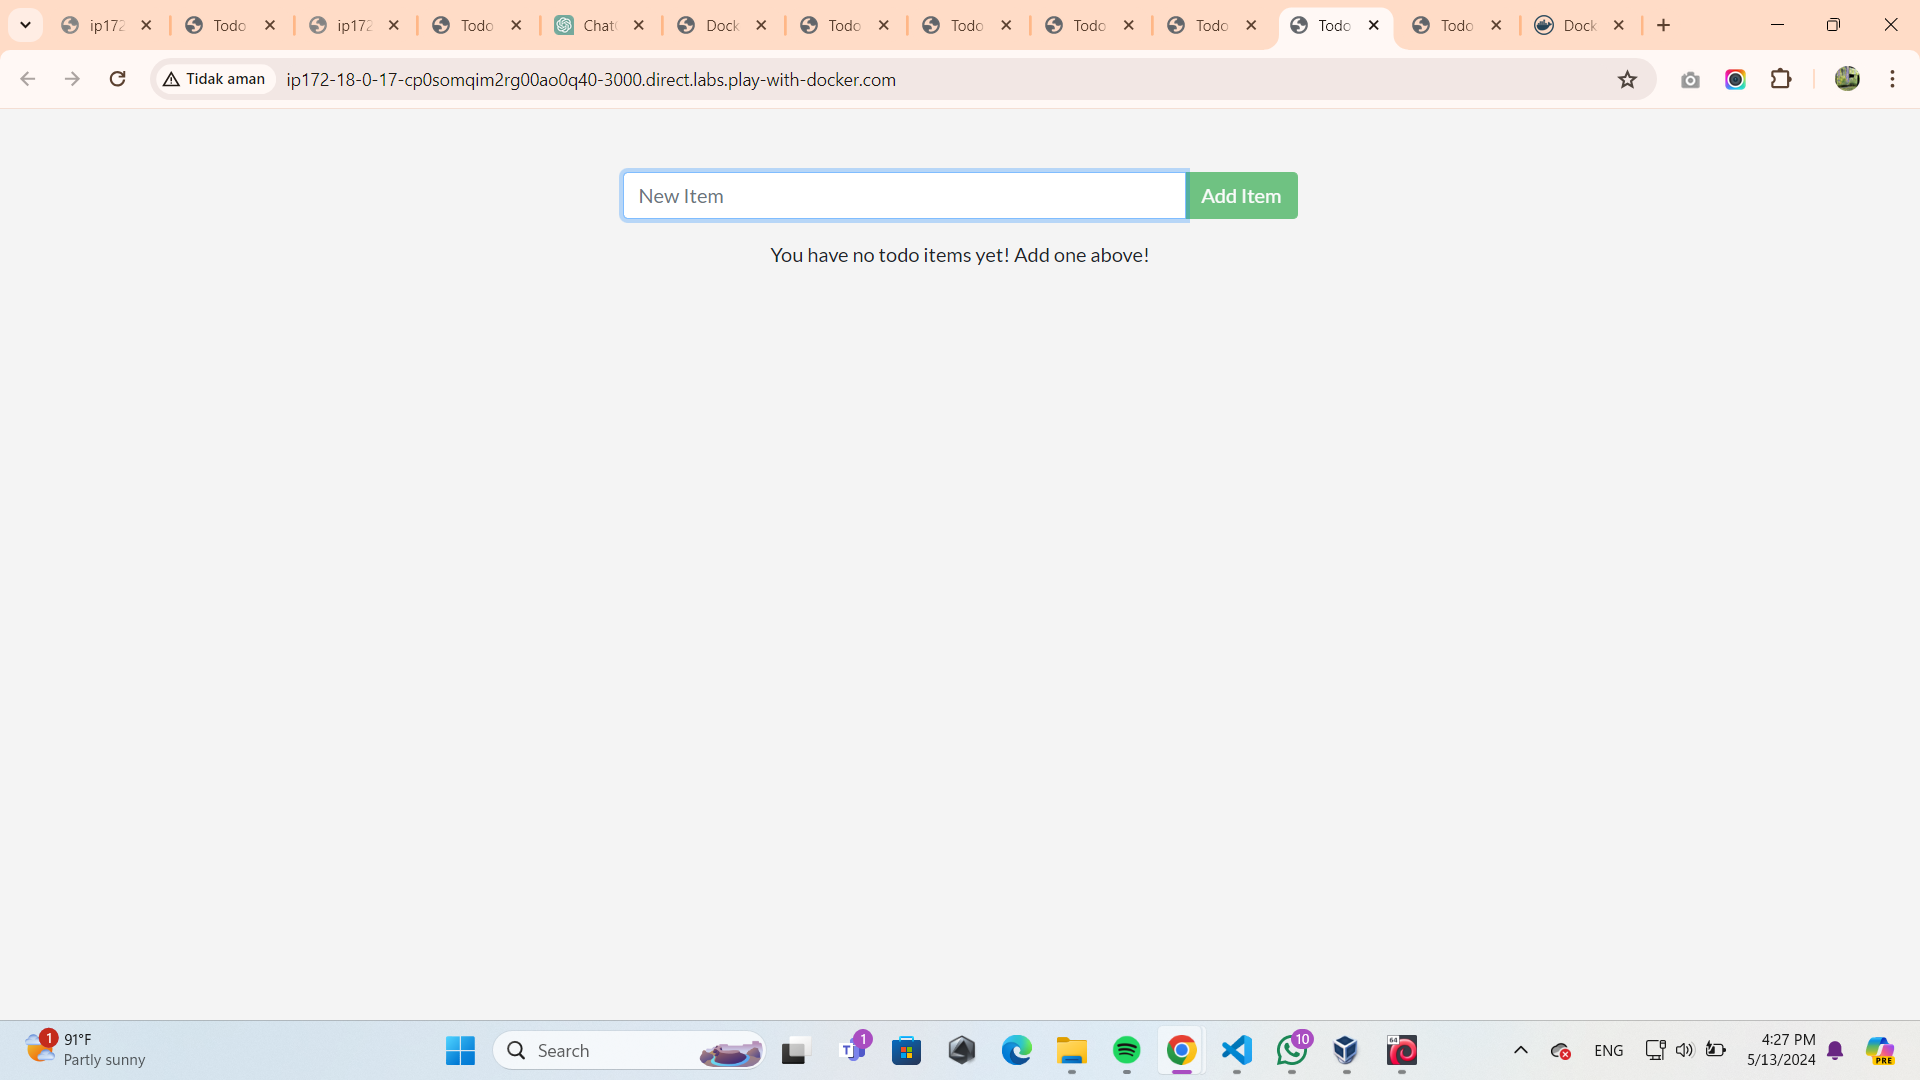 ip172
Todo
ip172
Todo
Chat
Dock
Todo
Todo
Todo
Todo
Todo
Todo
Dock
Tidak aman
ip172-18-0-17-cp0somqim2rg00ao0q40-3000.direct.labs.play-with-docker.com
New Item
Add Item
You have no todo items yet! Add one above!
1
91°F
Partly sunny
Search
1
T
10
64
ENG
4:27 PM
5/13/2024
PRE